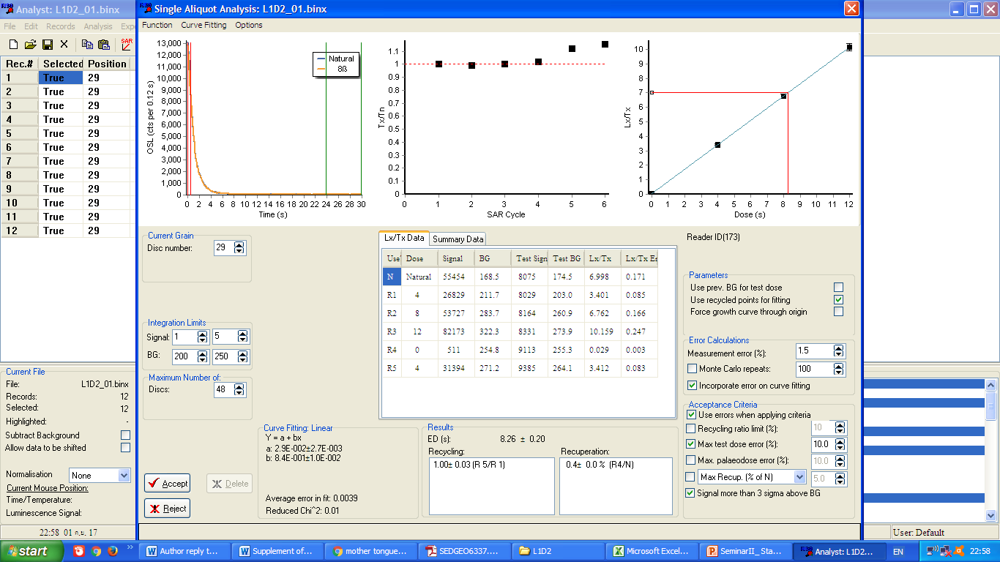 Analyst: L1D2_01.binx
File Edit Records Analysis Exp
SAR
Rec.# Selected Position
1 True 29
2 True 29
3 True 29
4 True 29
5 True 29
6 True 29
7 True 29
8 True 29
9 True 29
10 True 29
11 True 29
12 True 29
Current File
File: L1D2_01.binx
Records: 12
Selected: 12
Highlighted: -
Subtract Background
Allow data to be shifted
Normalisation None
Current Mouse Position:
Time/Temperature:
Luminescence Signal:
22:58 01 ก.ย. 17
Single Aliquot Analysis: L1D2_01.binx
Function Curve Fitting Options
OSL (cts per 0.12 s)
13,000
12,000
11,000
10,000
9,000
8,000
7,000
6,000
5,000
4,000
3,000
2,000
1,000
0
Natural
8ß
0 2 4 6 8 10 12 14 16 18 20 22 24 26 28 30
Time (s)
Tx/Tn
1.1
1
0.9
0.8
0.7
0.6
0.5
0.4
0.3
0.2
0.1
0
0 1 2 3 4 5 6
SAR Cycle
Lx/Tx
10
9
8
7
6
5
4
3
2
1
0
0 1 2 3 4 5 6 7 8 9 10 11 12
Dose (s)
Current Grain
Disc number: 29
Integration Limits
Signal: 1 5
BG: 200 250
Maximum Number of:
Discs: 48
Accept Delete
Reject
Lx/Tx Data Summary Data
Use Dose Signal BG Test Sign Test BG Lx/Tx Lx/Tx Er
N Natural 55454 168.5 8075 174.5 6.998 0.171
R1 4 26829 211.7 8029 203.0 3.401 0.085
R2 8 53727 283.7 8164 260.9 6.762 0.166
R3 12 82173 322.3 8331 273.9 10.159 0.247
R4 0 511 254.8 9113 255.3 0.029 0.003
R5 4 31394 271.2 9385 264.1 3.412 0.083
Curve Fitting: Linear
Y = a + bx
a: 2.9E-002±2.7E-003
b: 8.4E-001±1.0E-002
Average error in fit: 0.0039
Reduced Chi^2: 0.01
Results
ED (s): 8.26 ± 0.20
Recycling: Recuperation:
1.00± 0.03 (R 5/R 1) 0.4± 0.0 % (R4/N)
Reader ID(173)
Parameters
Use prev. BG for test dose
Use recycled points for fitting
Force growth curve through origin
Error Calculations
Measurement error (%): 1.5
Monte Carlo repeats: 100
Incorporate error on curve fitting
Acceptance Criteria
Use errors when applying criteria
Recycling ratio limit (%): 10
Max test dose error (%): 10.0
Max. palaeodose error (%): 10.0
Max Recup. (% of N) 5.0
Signal more than 3 sigma above BG
User: Default
start Author reply t... Supplement of... mother tongue... SEDGEO6337.... L1D2 Microsoft Excel... SeminarII_ Sta... Analyst: L1D2... EN 22:58